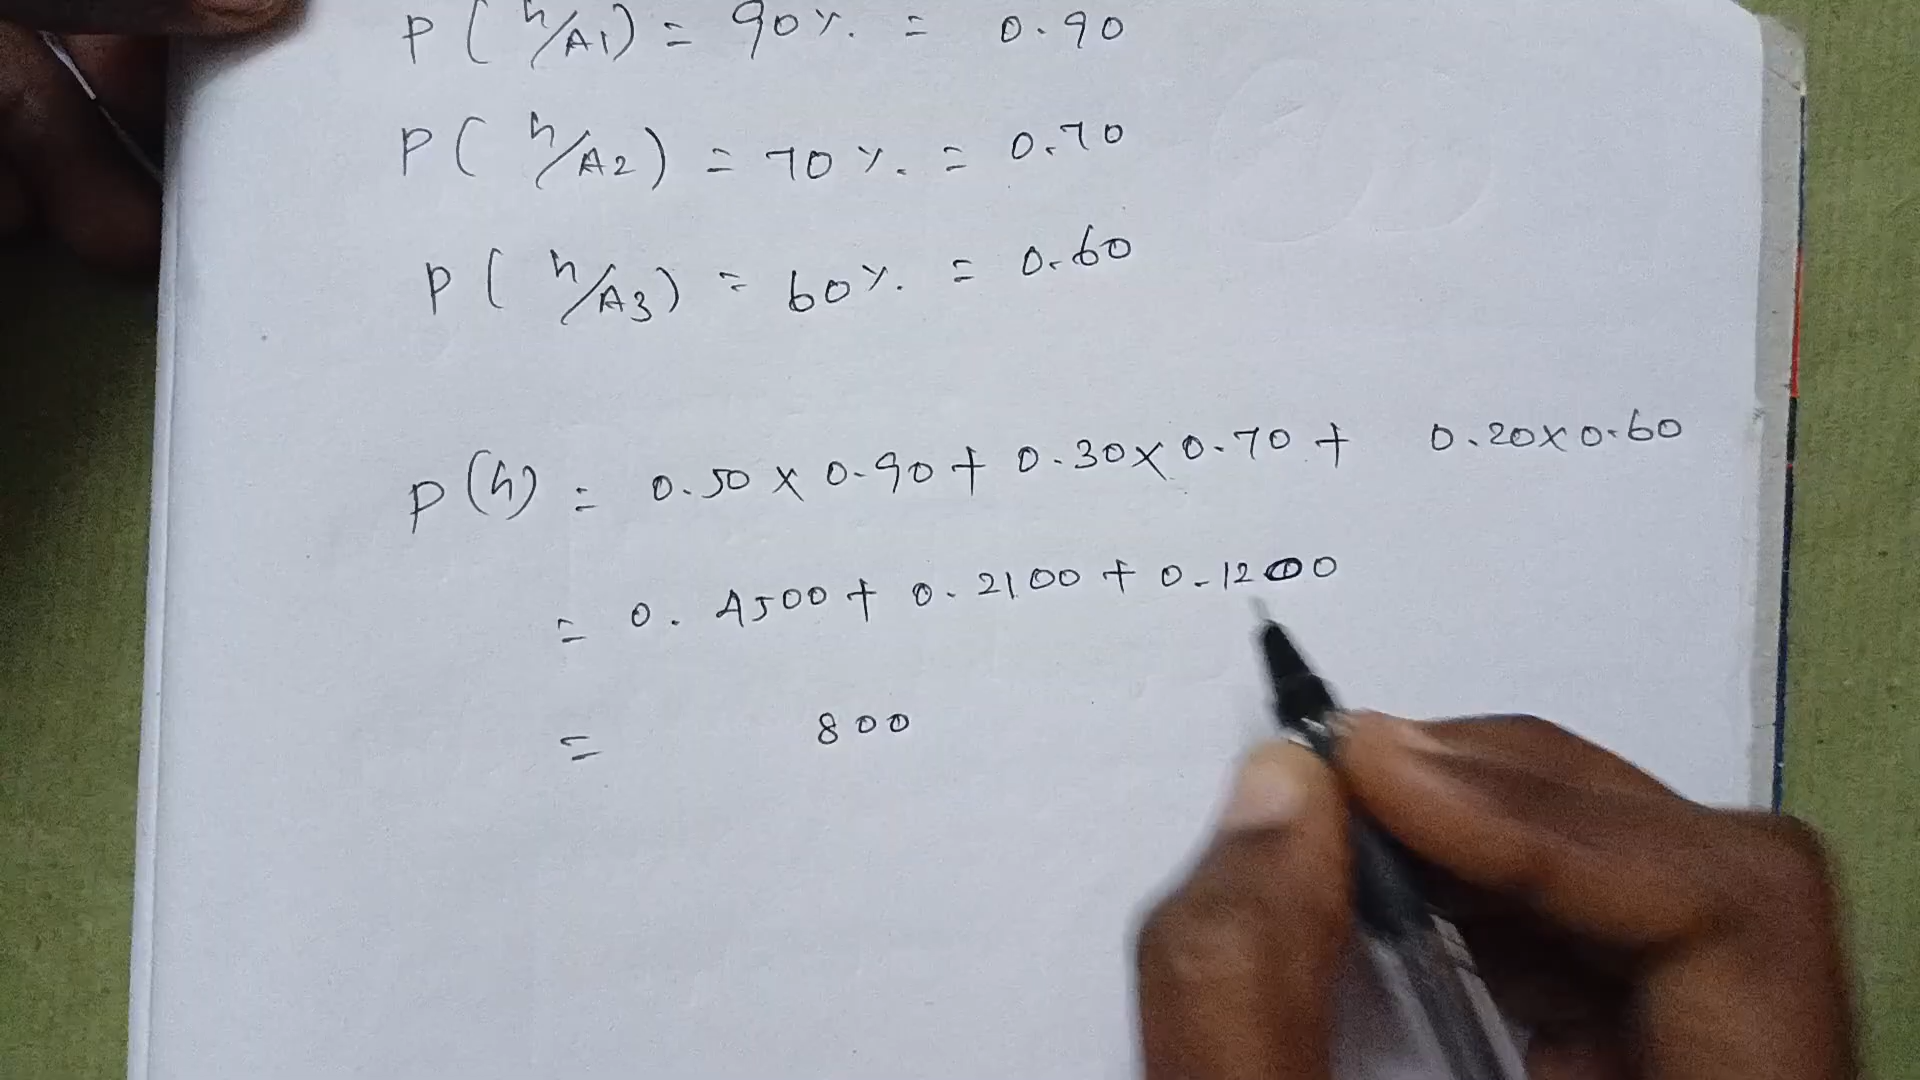 P(h/A1) = 90%. = 0.90
P(h/A2) = 70%. = 0.70
P(h/A3) = 60%. = 0.60
P(h) = 0.50 x 0.90 + 0.30 x 0.70 + 0.20 x 0.60
= 0.4500 + 0.2100 + 0.1200
= 800